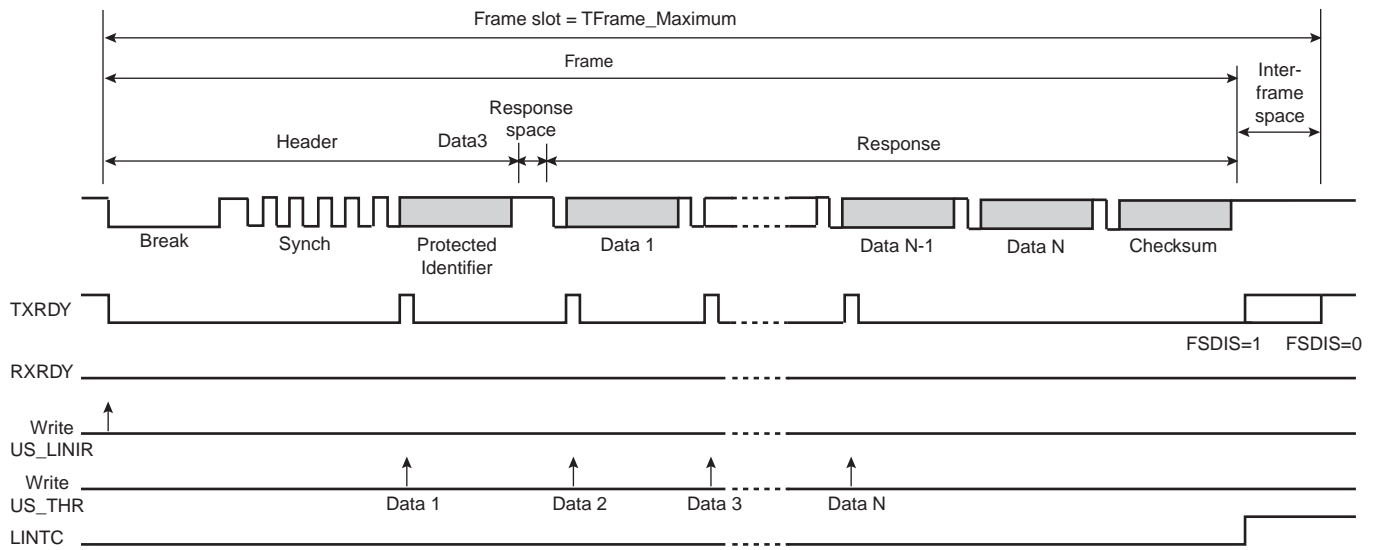 Frame slot = TFrame_Maximum
Frame
Inter-
frame
space
Response
space
Header
Data3
Response
Break
Synch
Protected
Identifier
Data 1
Data N-1
Data N
Checksum
TXRDY
FSDIS=1
FSDIS=0
RXRDY
Write
US_LINIR
Write
US_THR
Data 1
Data 2
Data 3
Data N
LINTC